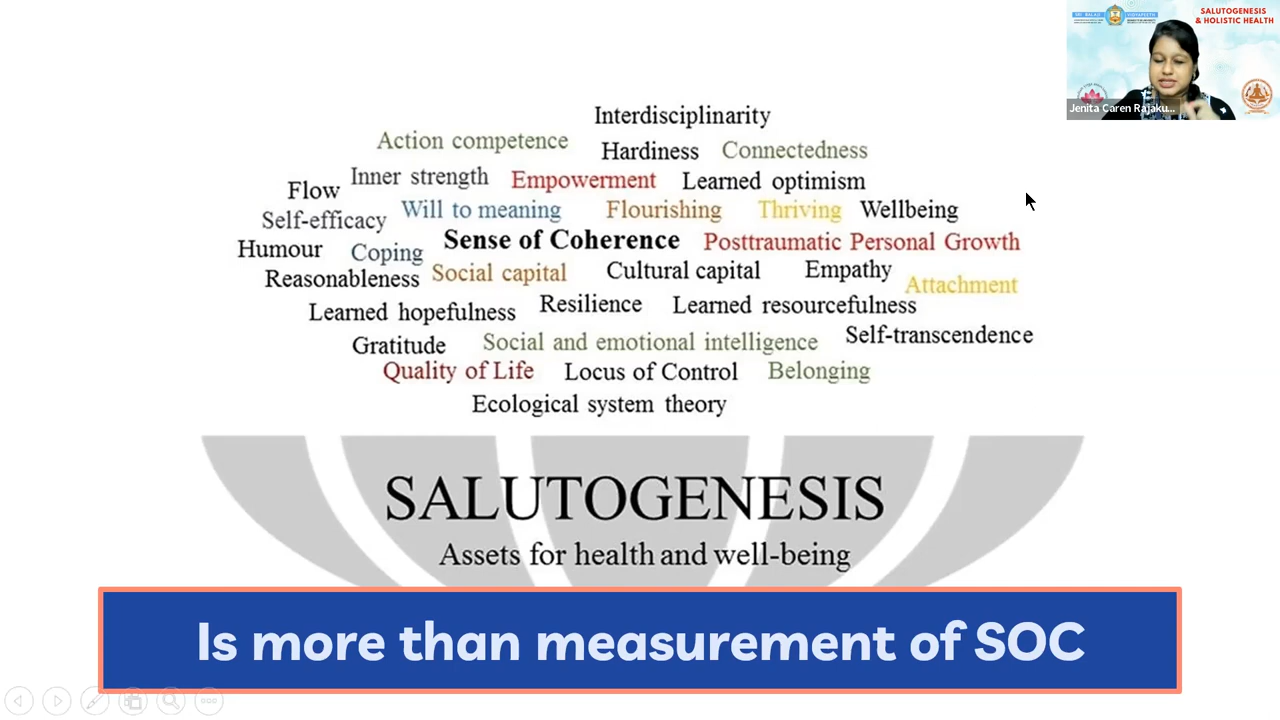 SALUTOGENESIS
& HOLISTIC HEALTH
Jenita Caren Rajaku...
Interdisciplinarity
Action competence Hardiness Connectedness
Flow Inner strength Empowerment Learned optimism
Self-efficacy Will to meaning Flourishing Thriving Wellbeing
Humour Coping Sense of Coherence Posttraumatic Personal Growth
Reasonableness Social capital Cultural capital Empathy Attachment
Learned hopefulness Resilience Learned resourcefulness Self-transcendence
Gratitude Social and emotional intelligence
Quality of Life Locus of Control Belonging
Ecological system theory
SALUTOGENESIS
Assets for health and well-being
Is more than measurement of SOC